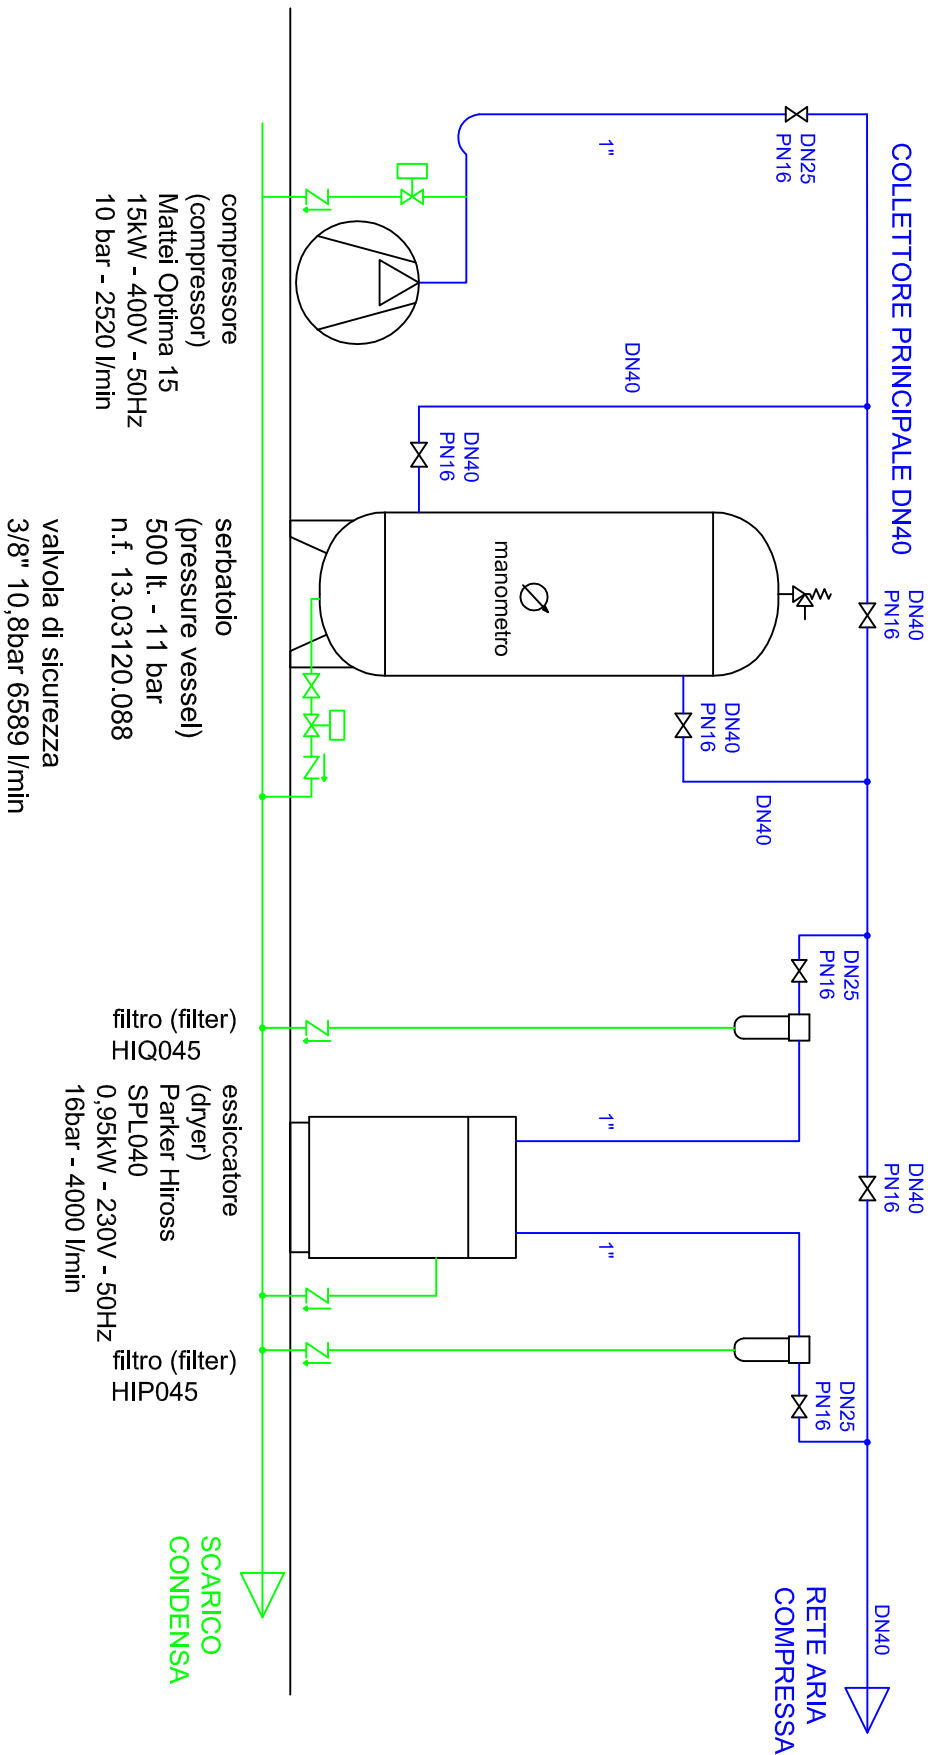 COLLETTORE PRINCIPALE DN40
DN25
PN16
1"
DN40
DN40
PN16
DN40
PN16
manometro
DN40
PN16
DN40
DN25
PN16
1"
DN40
PN16
1"
DN25
PN16
DN40
RETE ARIA
COMPRESSA
compressore
(compressor)
Mattei Optima 15
15kW - 400V - 50Hz
10 bar - 2520 l/min
serbatoio
(pressure vessel)
500 lt. - 11 bar
n.f. 13.03120.088
valvola di sicurezza
3/8" 10,8bar 6589 l/min
filtro (filter)
HIQ045
essiccatore
(dryer)
Parker Hiross
SPL040
0,95kW - 230V - 50Hz
16bar - 4000 l/min
filtro (filter)
HIP045
SCARICO
CONDENSA